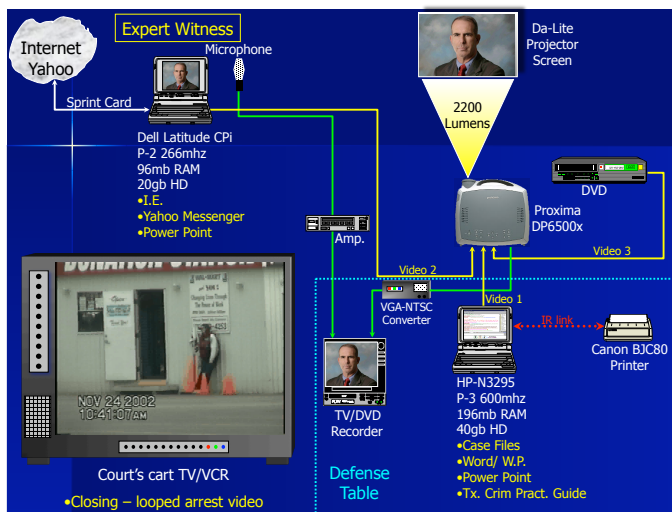 Expert Witness
Internet
Yahoo
Sprint Card
Microphone
Dell Latitude CPi
P-2 266mhz
96mb RAM
20gb HD
•I.E.
•Yahoo Messenger
•Power Point
Da-Lite
Projector
Screen
2200
Lumens
DVD
Proxima
DP6500x
Amp.
Video 2
Video 3
Video 1
VGA-NTSC
Converter
IR link
Canon BJC80
Printer
TV/DVD
Recorder
HP-N3295
P-3 600mhz
196mb RAM
40gb HD
•Case Files
•Word/ W.P.
•Power Point
•Tx. Crim Pract. Guide
Defense
Table
DONATION STATION
WAL-MART
NOV 24 2002
10:41:07AM
Court's cart TV/VCR
•Closing – looped arrest video